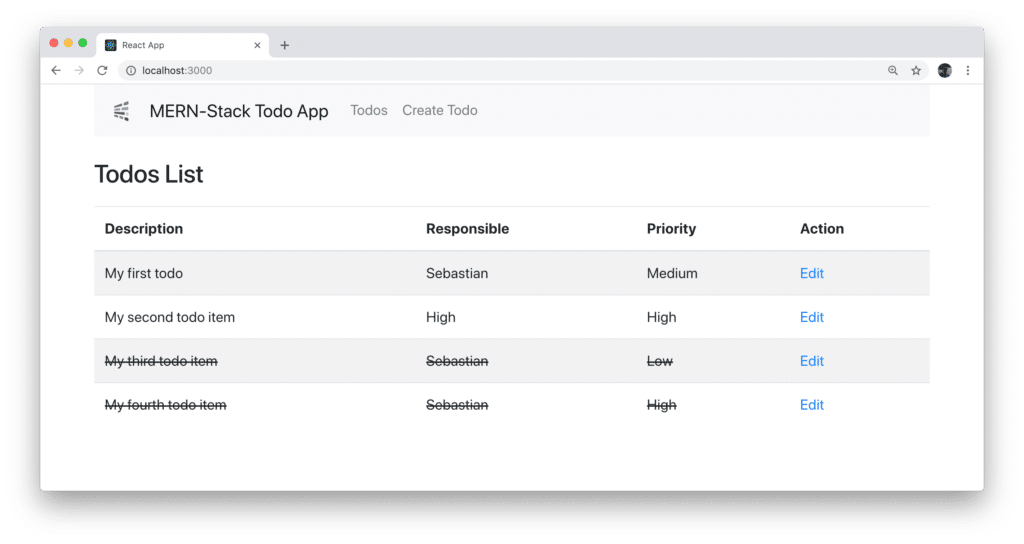 React App
localhost:3000
MERN-Stack Todo App Todos Create Todo
Todos List
Description Responsible Priority Action
My first todo Sebastian Medium Edit
My second todo item High High Edit
My third todo item Sebastian Low Edit
My fourth todo item Sebastian High Edit